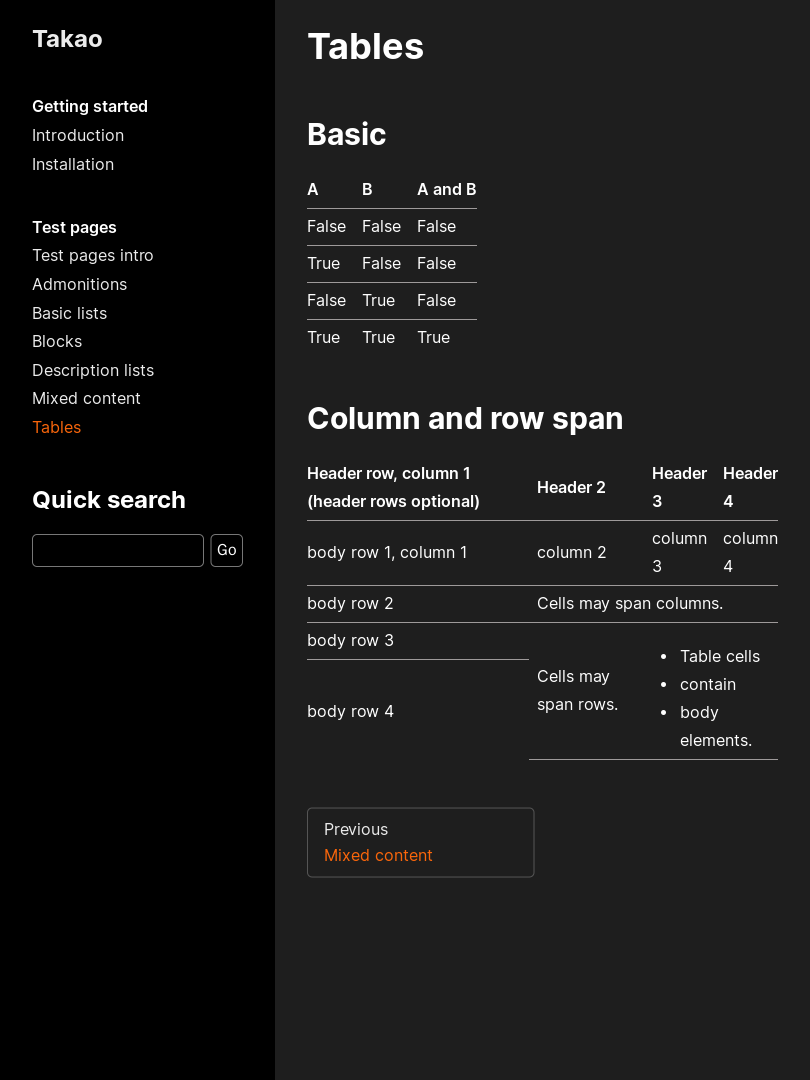 Takao
Getting started
Introduction
Installation
Test pages
Test pages intro
Admonitions
Basic lists
Blocks
Description lists
Mixed content
Tables
Quick search
Go
Tables
Basic
A B A and B
False False False
True False False
False True False
True True True
Column and row span
Header row, column 1
(header rows optional)
Header 2
Header
3
Header
4
body row 1, column 1
column 2
column
3
column
4
body row 2
Cells may span columns.
body row 3
Cells may
span rows.
• Table cells
• contain
• body
elements.
body row 4
Previous
Mixed content